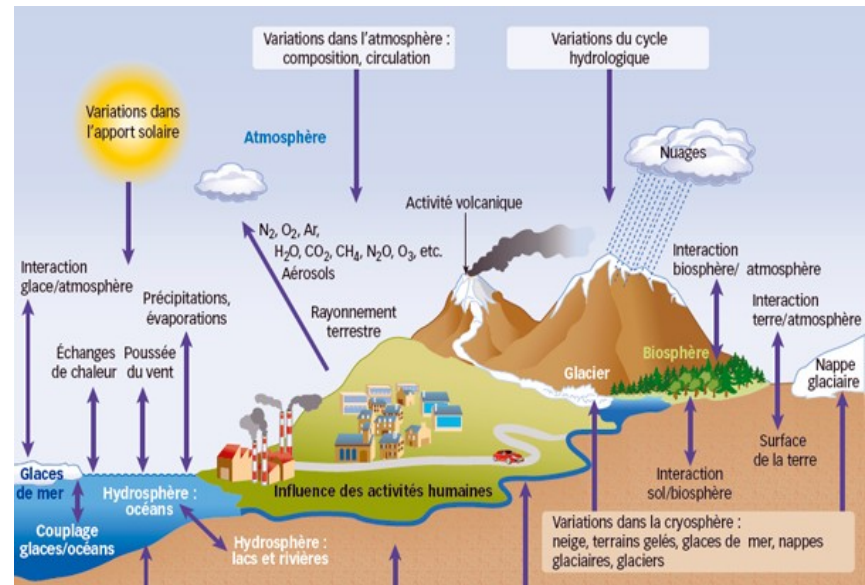 Variations dans l'atmosphère :
composition, circulation
Variations du cycle
hydrologique
Variations dans
l'apport solaire
Atmosphère
Nuages
Activité volcanique
N2, O2, Ar,
H2O, CO2, CH4, N2O, O3, etc.
Aérosols
Interaction
glace/atmosphère
Précipitations,
évaporations
Rayonnement
terrestre
Interaction
biosphère/ atmosphère
Interaction
terre/atmosphère
Échanges
de chaleur
Poussée
du vent
Glacier
Biosphère
Nappe
glaciaire
Surface
de la terre
Glaces
de mer
Hydrosphère :
océans
Influence des activités humaines
Interaction
sol/biosphère
Couplage
glaces/océans
Hydrosphère :
lacs et rivières
Variations dans la cryosphère :
neige, terrains gelés, glaces de mer, nappes
glaciaires, glaciers